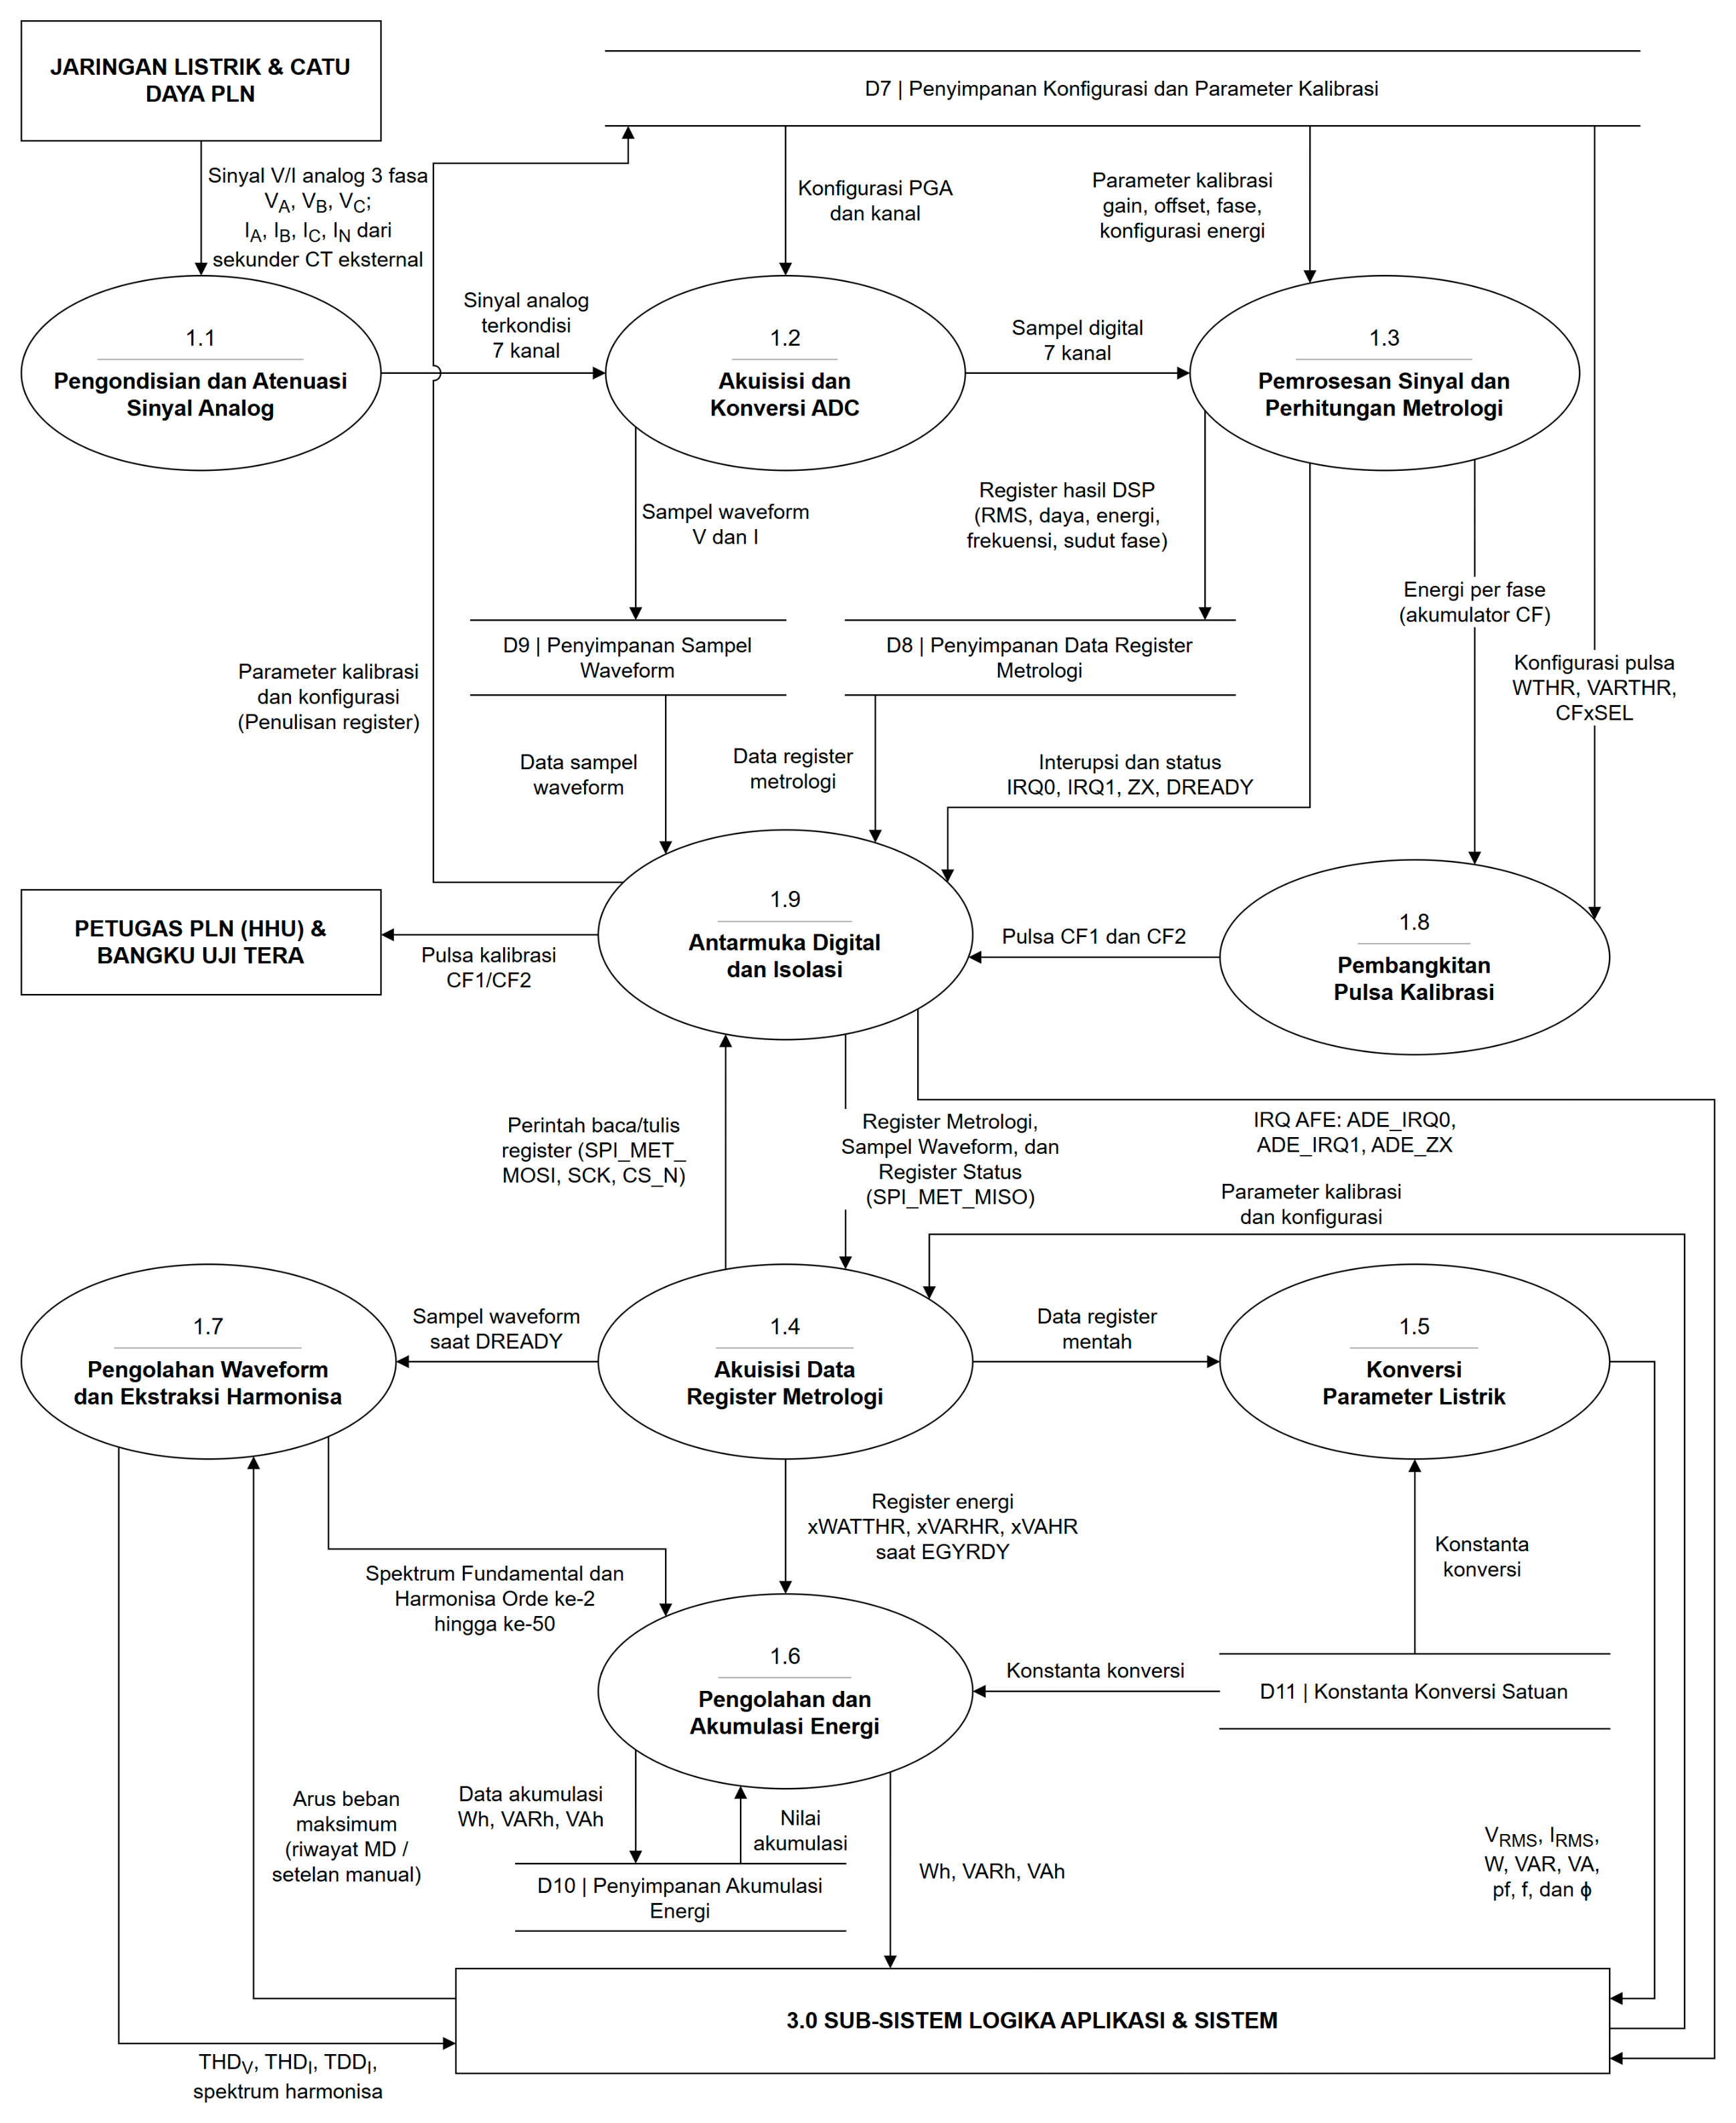 JARINGAN LISTRIK & CATU
DAYA PLN
D7 | Penyimpanan Konfigurasi dan Parameter Kalibrasi
Sinyal V/I analog 3 fasa
VA, VB, VC;
IA, IB, IC, IN dari
sekunder CT eksternal
Konfigurasi PGA
dan kanal
Parameter kalibrasi
gain, offset, fase,
konfigurasi energi
1.1
Pengondisian dan Atenuasi
Sinyal Analog
Sinyal analog
terkondisi
7 kanal
1.2
Akuisisi dan
Konversi ADC
Sampel digital
7 kanal
1.3
Pemrosesan Sinyal dan
Perhitungan Metrologi
Sampel waveform
V dan I
Register hasil DSP
(RMS, daya, energi,
frekuensi, sudut fase)
Energi per fase
(akumulator CF)
D9 | Penyimpanan Sampel
Waveform
D8 | Penyimpanan Data Register
Metrologi
Konfigurasi pulsa
WTHR, VARTHR,
CFxSEL
Parameter kalibrasi
dan konfigurasi
(Penulisan register)
Data sampel
waveform
Data register
metrologi
Interupsi dan status
IRQ0, IRQ1, ZX, DREADY
PETUGAS PLN (HHU) &
BANGKU UJI TERA
Pulsa kalibrasi
CF1/CF2
1.9
Antarmuka Digital
dan Isolasi
Pulsa CF1 dan CF2
1.8
Pembangkitan
Pulsa Kalibrasi
Perintah baca/tulis
register (SPI_MET_
MOSI, SCK, CS_N)
Register Metrologi,
Sampel Waveform, dan
Register Status
(SPI_MET_MISO)
IRQ AFE: ADE_IRQ0,
ADE_IRQ1, ADE_ZX
Parameter kalibrasi
dan konfigurasi
1.7
Pengolahan Waveform
dan Ekstraksi Harmonisa
Sampel waveform
saat DREADY
1.4
Akuisisi Data
Register Metrologi
Data register
mentah
1.5
Konversi
Parameter Listrik
Register energi
xWATTHR, xVARHR, xVAHR
saat EGYRDY
Konstanta
konversi
Spektrum Fundamental dan
Harmonisa Orde ke-2
hingga ke-50
1.6
Pengolahan dan
Akumulasi Energi
Konstanta konversi
D11 | Konstanta Konversi Satuan
Arus beban
maksimum
(riwayat MD /
setelan manual)
Data akumulasi
Wh, VARh, VAh
Nilai
akumulasi
Wh, VARh, VAh
VRMS, IRMS,
W, VAR, VA,
pf, f, dan ϕ
D10 | Penyimpanan Akumulasi
Energi
3.0 SUB-SISTEM LOGIKA APLIKASI & SISTEM
THDV, THDI, TDDI,
spektrum harmonisa